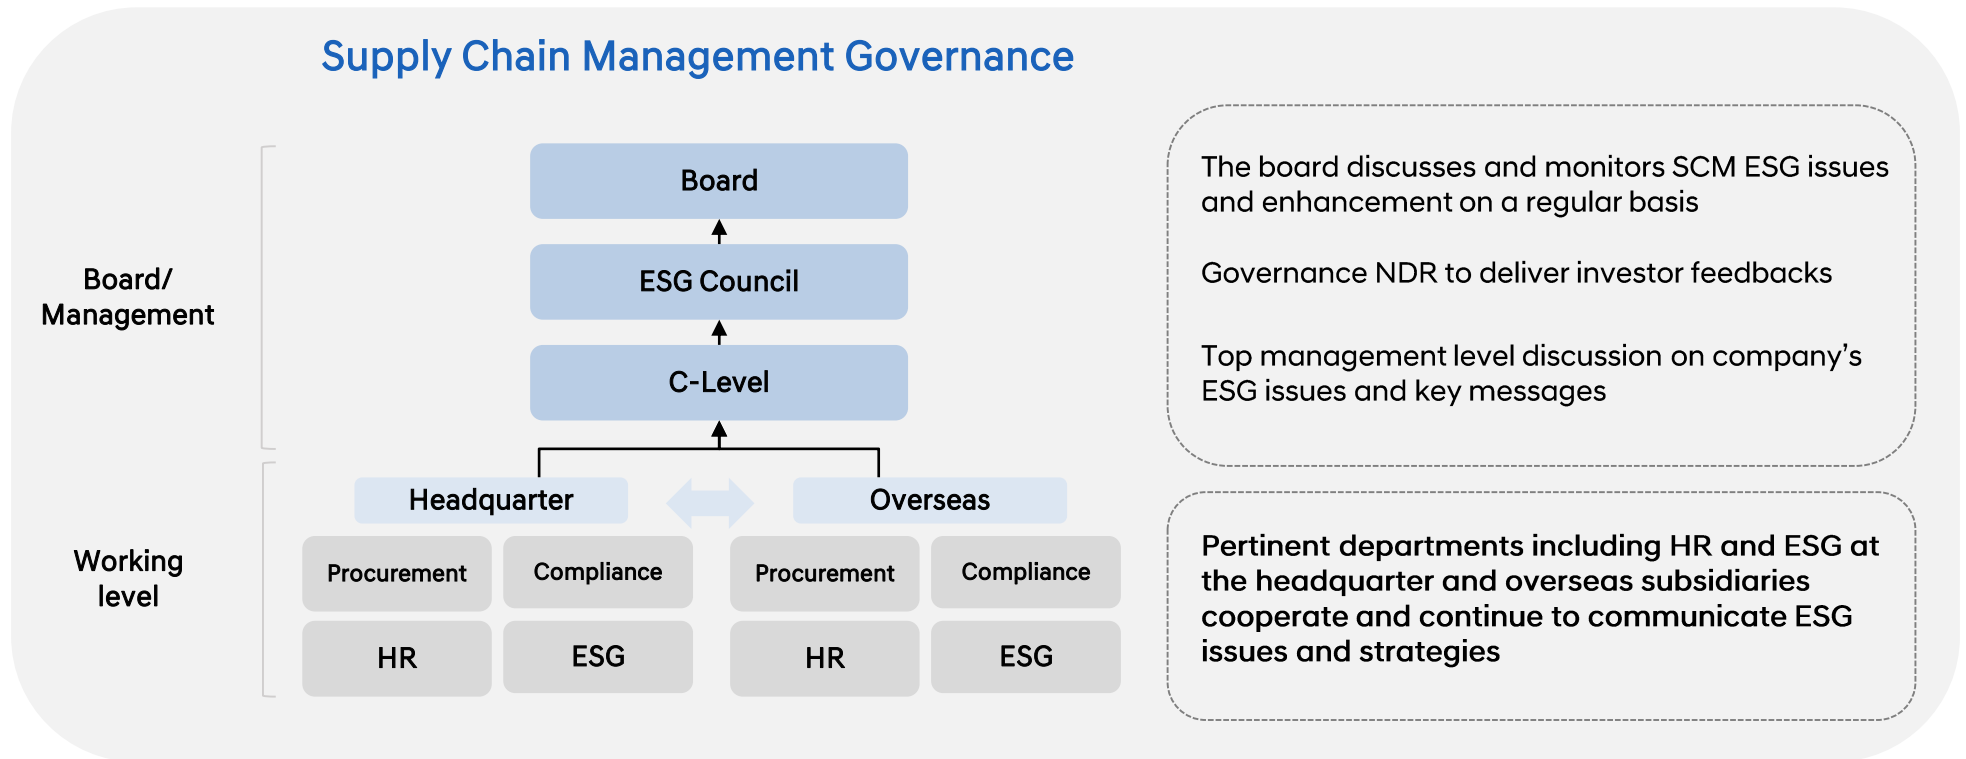 Supply Chain Management Governance
Board/
Management
Board
ESG Council
C-Level
The board discusses and monitors SCM ESG issues
and enhancement on a regular basis
Governance NDR to deliver investor feedbacks
Top management level discussion on company’s
ESG issues and key messages
Working
level
Headquarter
Overseas
Procurement
Compliance
Procurement
Compliance
HR
ESG
HR
ESG
Pertinent departments including HR and ESG at
the headquarter and overseas subsidiaries
cooperate and continue to communicate ESG
issues and strategies